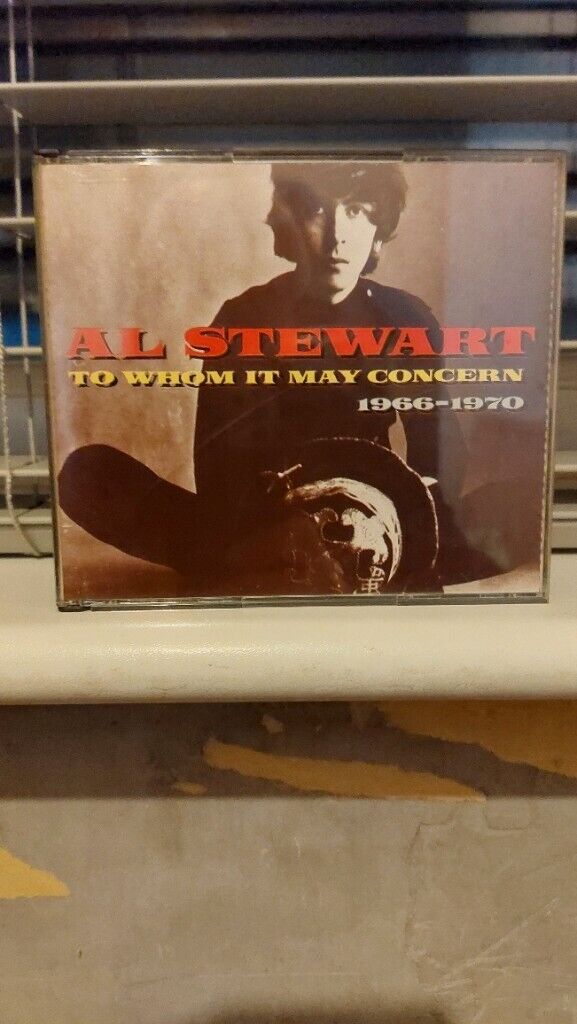 AL STEWART
TO WHOM IT MAY CONCERN
1966-1970